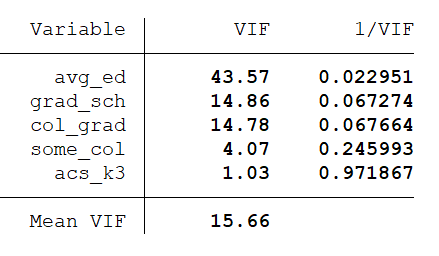 Variable VIF 1/VIF
avg_ed 43.57 0.022951
grad_sch 14.86 0.067274
col_grad 14.78 0.067664
some_col 4.07 0.245993
acs_k3 1.03 0.971867
Mean VIF 15.66